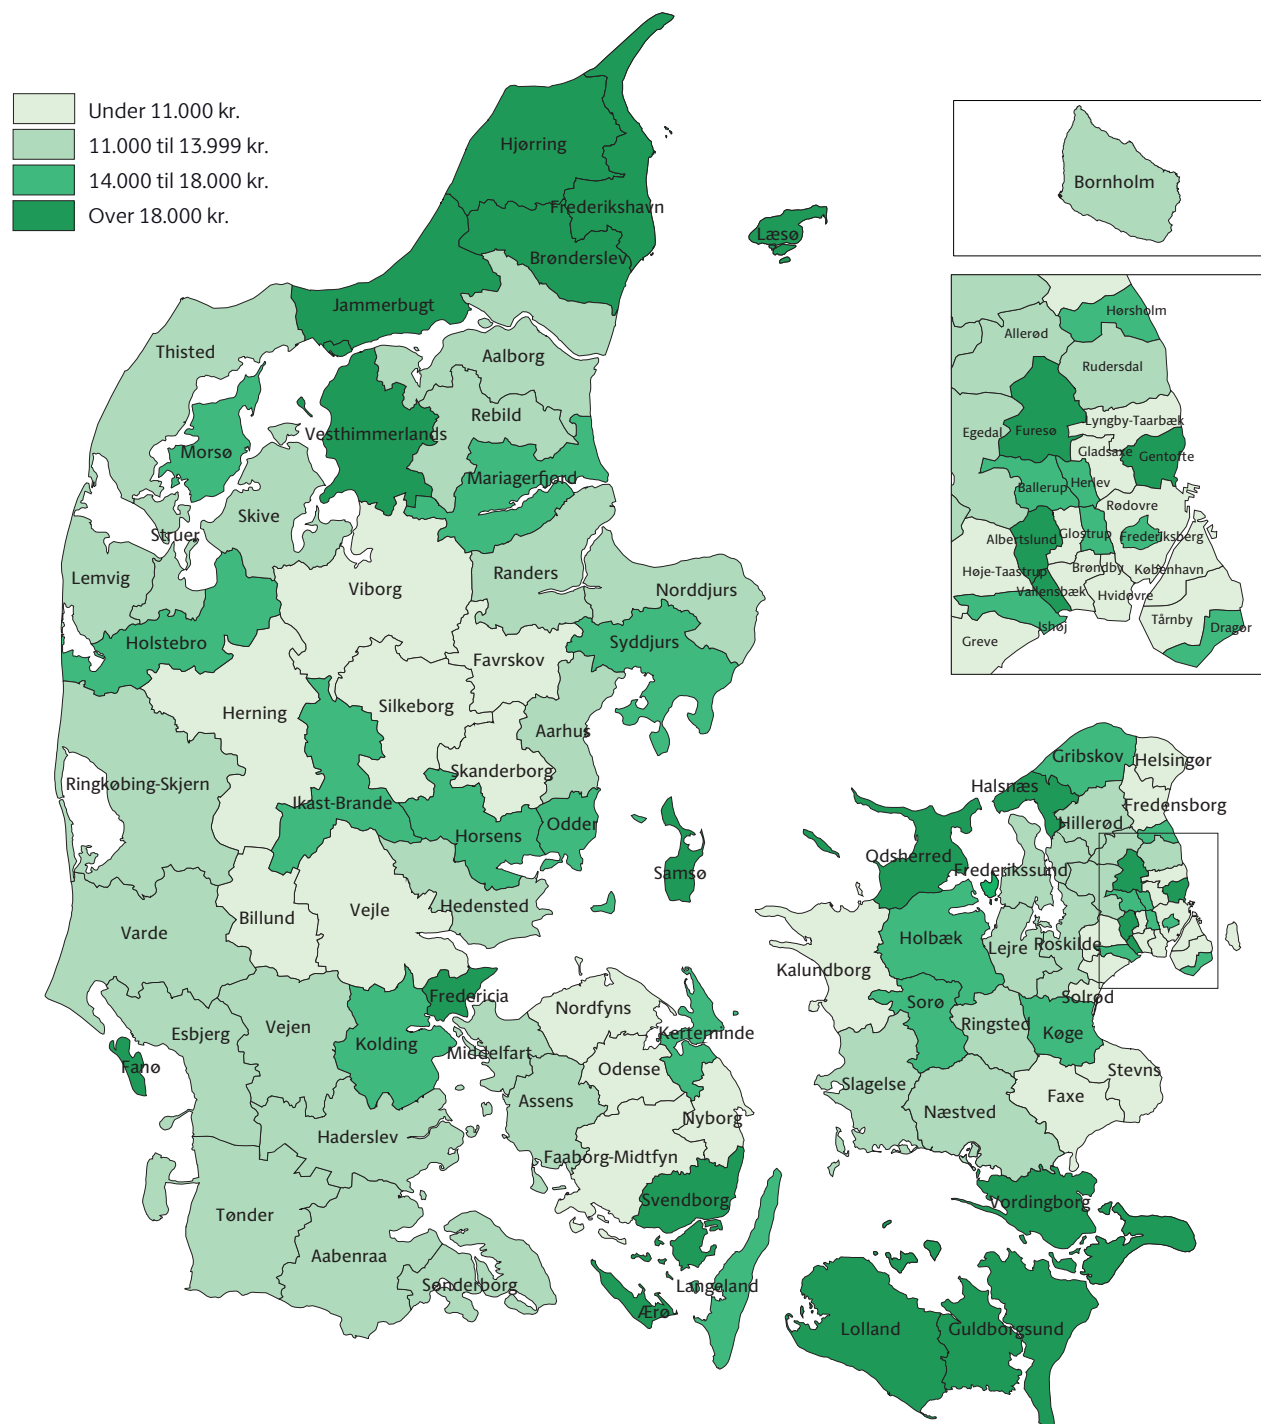 Under 11.000 kr.
11.000 til 13.999 kr.
14.000 til 18.000 kr.
Over 18.000 kr.
Hjørring
Frederikshavn
Læsø
Brønderslev
Jammerbugt
Thisted
Aalborg
Rebild
Vesthimmerlands
Morsø
Mariagerfjord
Skive
Struer
Lemvig
Viborg
Randers
Norddjurs
Holstebro
Syddjurs
Favrskov
Silkeborg
Herning
Aarhus
Skanderborg
Ringkøbing-Skjern
Ikast-Brande
Horsens
Odder
Samsø
Hedensted
Vejle
Billund
Varde
Fredericia
Esbjerg
Vejen
Kolding
Fanø
Middelfart
Nordfyns
Kerteminde
Odense
Assens
Nyborg
Haderslev
Faaborg-Midtfyn
Svendborg
Tønder
Aabenraa
Sønderborg
Langeland
Ærø
Bornholm
Hørsholm
Allerød
Rudersdal
Lyngby-Taarbæk
Egedal
Furesø
Gladsaxe
Gentofte
Ballerup
Herlev
Rødovre
Albertslund
Glostrup
Frederiksberg
Høje-Taastrup
Brøndby
København
Vallensbæk
Hvidovre
Tårnby
Ishøj
Dragør
Greve
Gribskov
Helsingør
Halsnæs
Fredensborg
Hillerød
Odsherred
Frederikssund
Holbæk
Lejre
Roskilde
Kalundborg
Solrød
Sorø
Ringsted
Køge
Stevns
Slagelse
Næstved
Faxe
Vordingborg
Lolland
Guldborgsund